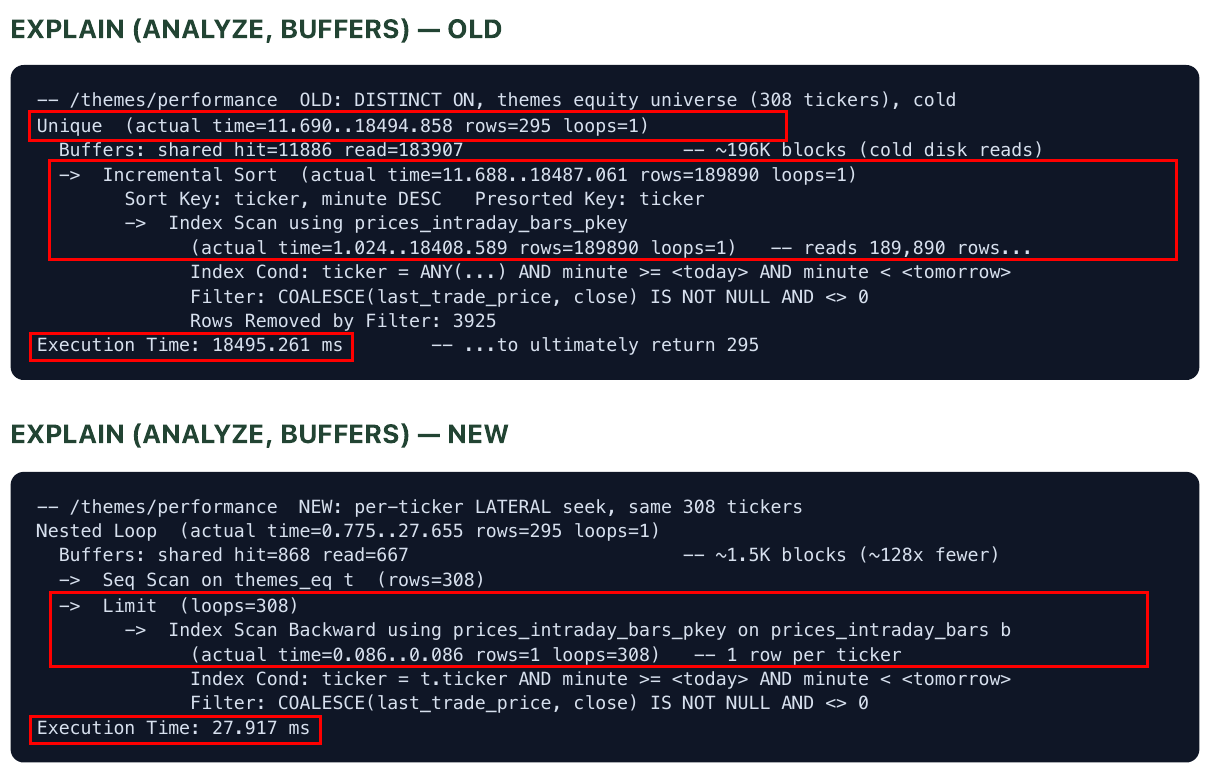 EXPLAIN (ANALYZE, BUFFERS) — OLD
-- /themes/performance  OLD: DISTINCT ON, themes equity universe (308 tickers), cold
Unique  (actual time=11.690..18494.858 rows=295 loops=1)
  Buffers: shared hit=11886 read=183907                    -- ~196K blocks (cold disk reads)
  ->  Incremental Sort  (actual time=11.688..18487.061 rows=189890 loops=1)
        Sort Key: ticker, minute DESC   Presorted Key: ticker
        ->  Index Scan using prices_intraday_bars_pkey
              (actual time=1.024..18408.589 rows=189890 loops=1)   -- reads 189,890 rows...
              Index Cond: ticker = ANY(...) AND minute >= <today> AND minute < <tomorrow>
              Filter: COALESCE(last_trade_price, close) IS NOT NULL AND <> 0
              Rows Removed by Filter: 3925
Execution Time: 18495.261 ms        -- ...to ultimately return 295
EXPLAIN (ANALYZE, BUFFERS) — NEW
-- /themes/performance  NEW: per-ticker LATERAL seek, same 308 tickers
Nested Loop  (actual time=0.775..27.655 rows=295 loops=1)
  Buffers: shared hit=868 read=667                         -- ~1.5K blocks (~128x fewer)
  ->  Seq Scan on themes_eq t  (rows=308)
  ->  Limit  (loops=308)
        ->  Index Scan Backward using prices_intraday_bars_pkey on prices_intraday_bars b
              (actual time=0.086..0.086 rows=1 loops=308)   -- 1 row per ticker
              Index Cond: ticker = t.ticker AND minute >= <today> AND minute < <tomorrow>
              Filter: COALESCE(last_trade_price, close) IS NOT NULL AND <> 0
Execution Time: 27.917 ms